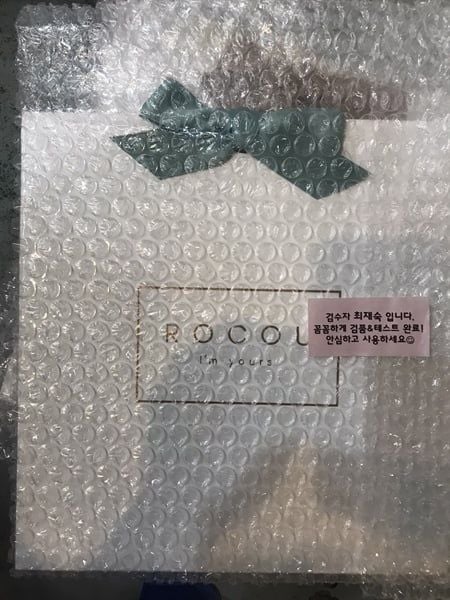 ROCOU
I'm yours
검수자 최재숙 입니다.
꼼꼼하게 검품&테스트 완료!
안심하고 사용하세요☺